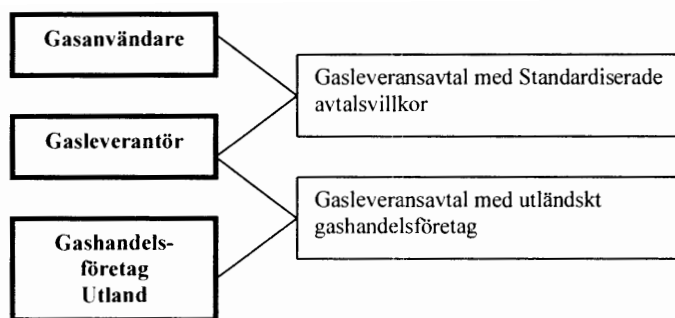 Gasanvändare
Gasleverantör
Gashandels-
företag
Utland
Gasleveransavtal med Standardiserade
avtalsvillkor
Gasleveransavtal med utländskt
gashandelsföretag